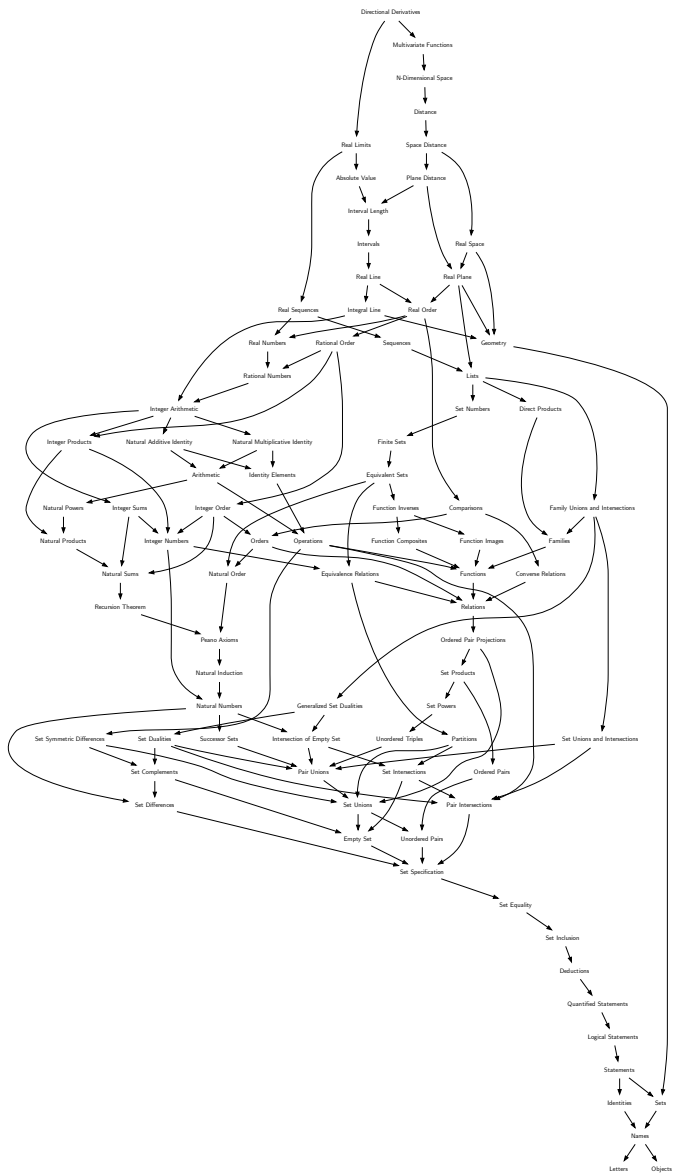 Directional Derivatives
Multivariate Functions
N-Dimensional Space
Distance
Real Limits Space Distance
Absolute Value Plane Distance
Interval Length
Intervals Real Space
Real Line Real Plane
Real Sequences Integral Line Real Order
Real Numbers Rational Order Sequences Geometry
Rational Numbers Lists
Integer Arithmetic Set Numbers Direct Products
Integer Products Natural Additive Identity Natural Multiplicative Identity Finite Sets
Arithmetic Identity Elements Equivalent Sets
Natural Powers Integer Sums Integer Order Function Inverses Comparisons Family Unions and Intersections
Natural Products Integer Numbers Orders Operations Function Composites Function Images Families
Natural Sums Natural Order Equivalence Relations Functions Converse Relations
Recursion Theorem Relations
Peano Axioms Ordered Pair Projections
Natural Induction Set Products
Natural Numbers Generalized Set Dualities Set Powers
Set Symmetric Differences Set Dualities Successor Sets Intersection of Empty Set Unordered Triples Partitions Set Unions and Intersections
Set Complements Pair Unions Set Intersections Ordered Pairs
Set Differences Set Unions Pair Intersections
Empty Set Unordered Pairs
Set Specification
Set Equality
Set Inclusion
Deductions
Quantified Statements
Logical Statements
Statements
Identities Sets
Names
Letters Objects